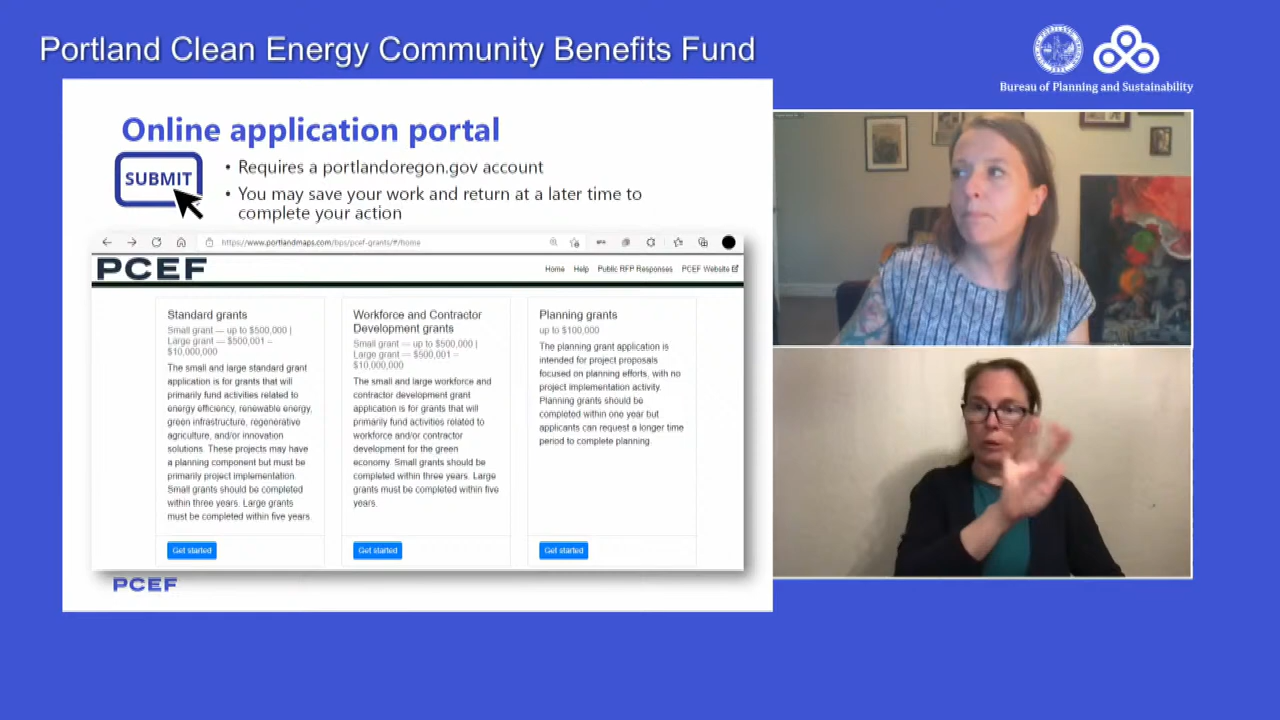 Portland Clean Energy Community Benefits Fund
Bureau of Planning and Sustainability
Online application portal
SUBMIT
• Requires a portlandoregon.gov account
• You may save your work and return at a later time to
complete your action
https://www.portlandmaps.com/bps/pcef-grants/#/home
PCEF
Home Help Public RFP Responses PCEF Website
Standard grants
Small grant — up to $500,000 |
Large grant — $500,001 –
$10,000,000
The small and large standard grant
application is for grants that will
primarily fund activities related to
energy efficiency, renewable energy,
green infrastructure, regenerative
agriculture, and/or innovation
solutions. These projects may have
a planning component but must be
primarily project implementation.
Small grants should be completed
within three years. Large grants
must be completed within five years.
Get started
Workforce and Contractor
Development grants
Small grant — up to $500,000 |
Large grant — $500,001 –
$10,000,000
The small and large workforce and
contractor development grant
application is for grants that will
primarily fund activities related to
workforce and/or contractor
development for the green
economy. Small grants should be
completed within three years. Large
grants must be completed within five
years.
Get started
Planning grants
up to $100,000
The planning grant application is
intended for project proposals
focused on planning efforts, with no
project implementation activity.
Planning grants should be
completed within one year but
applicants can request a longer time
period to complete planning.
Get started
PCEF